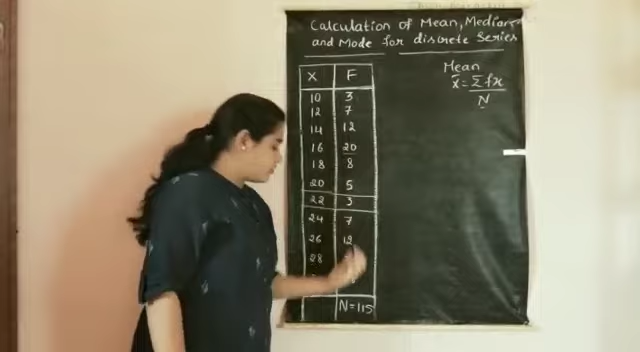 Calculation of Mean, Median
and Mode for discrete Series
X F
10 3
12 7
14 12
16 20
18 8
20 5
22 3
24 7
26 12
28
N=115
Mean
x̄ = Σfx
N